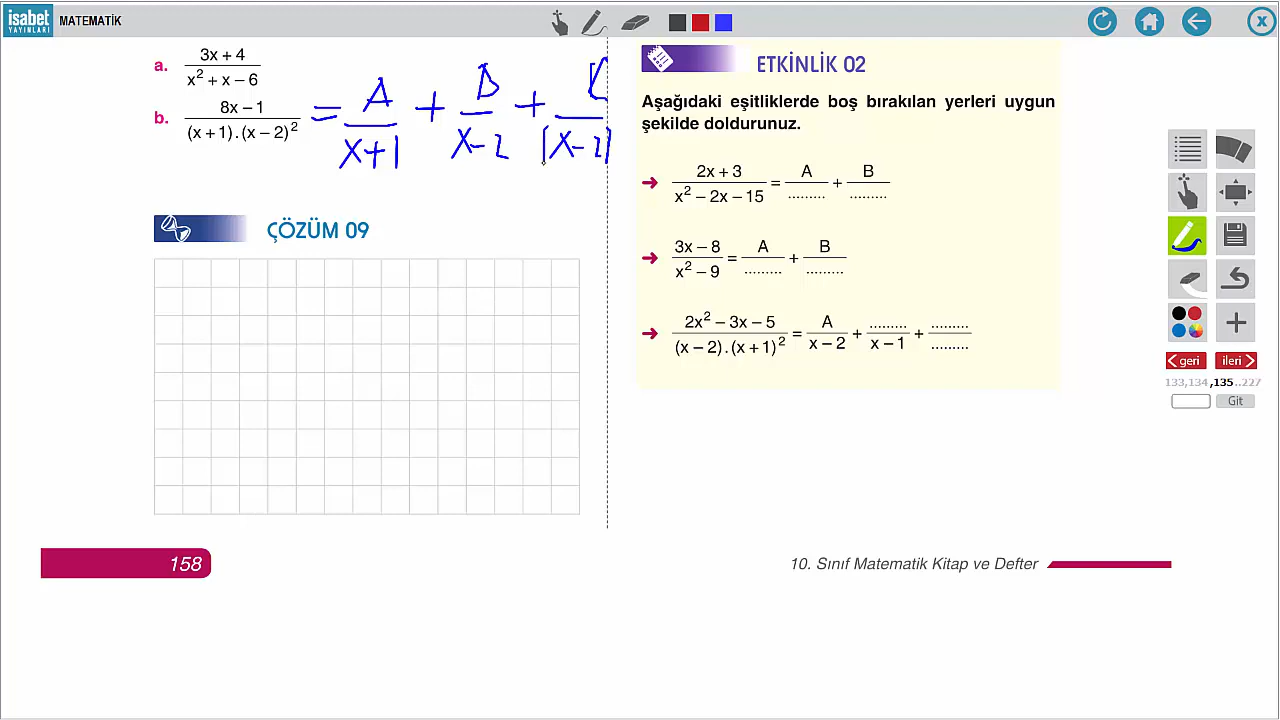 isabet
YAYINLARI
MATEMATİK
a. (3x + 4)/(x² + x – 6)
b. (8x – 1)/((x + 1).(x – 2)²) = A/(x+1) + B/(x-2) + C/(x-2)
ÇÖZÜM 09
158
ETKİNLİK 02
Aşağıdaki eşitliklerde boş bırakılan yerleri uygun
şekilde doldurunuz.
➜ (2x + 3)/(x² – 2x – 15) = A/......... + B/.........
➜ (3x – 8)/(x² – 9) = A/......... + B/.........
➜ (2x² – 3x – 5)/((x – 2).(x + 1)²) = A/(x – 2) + ........./(x – 1) + ........./.........
10. Sınıf Matematik Kitap ve Defter
geri
ileri
133,134,135..227
Git